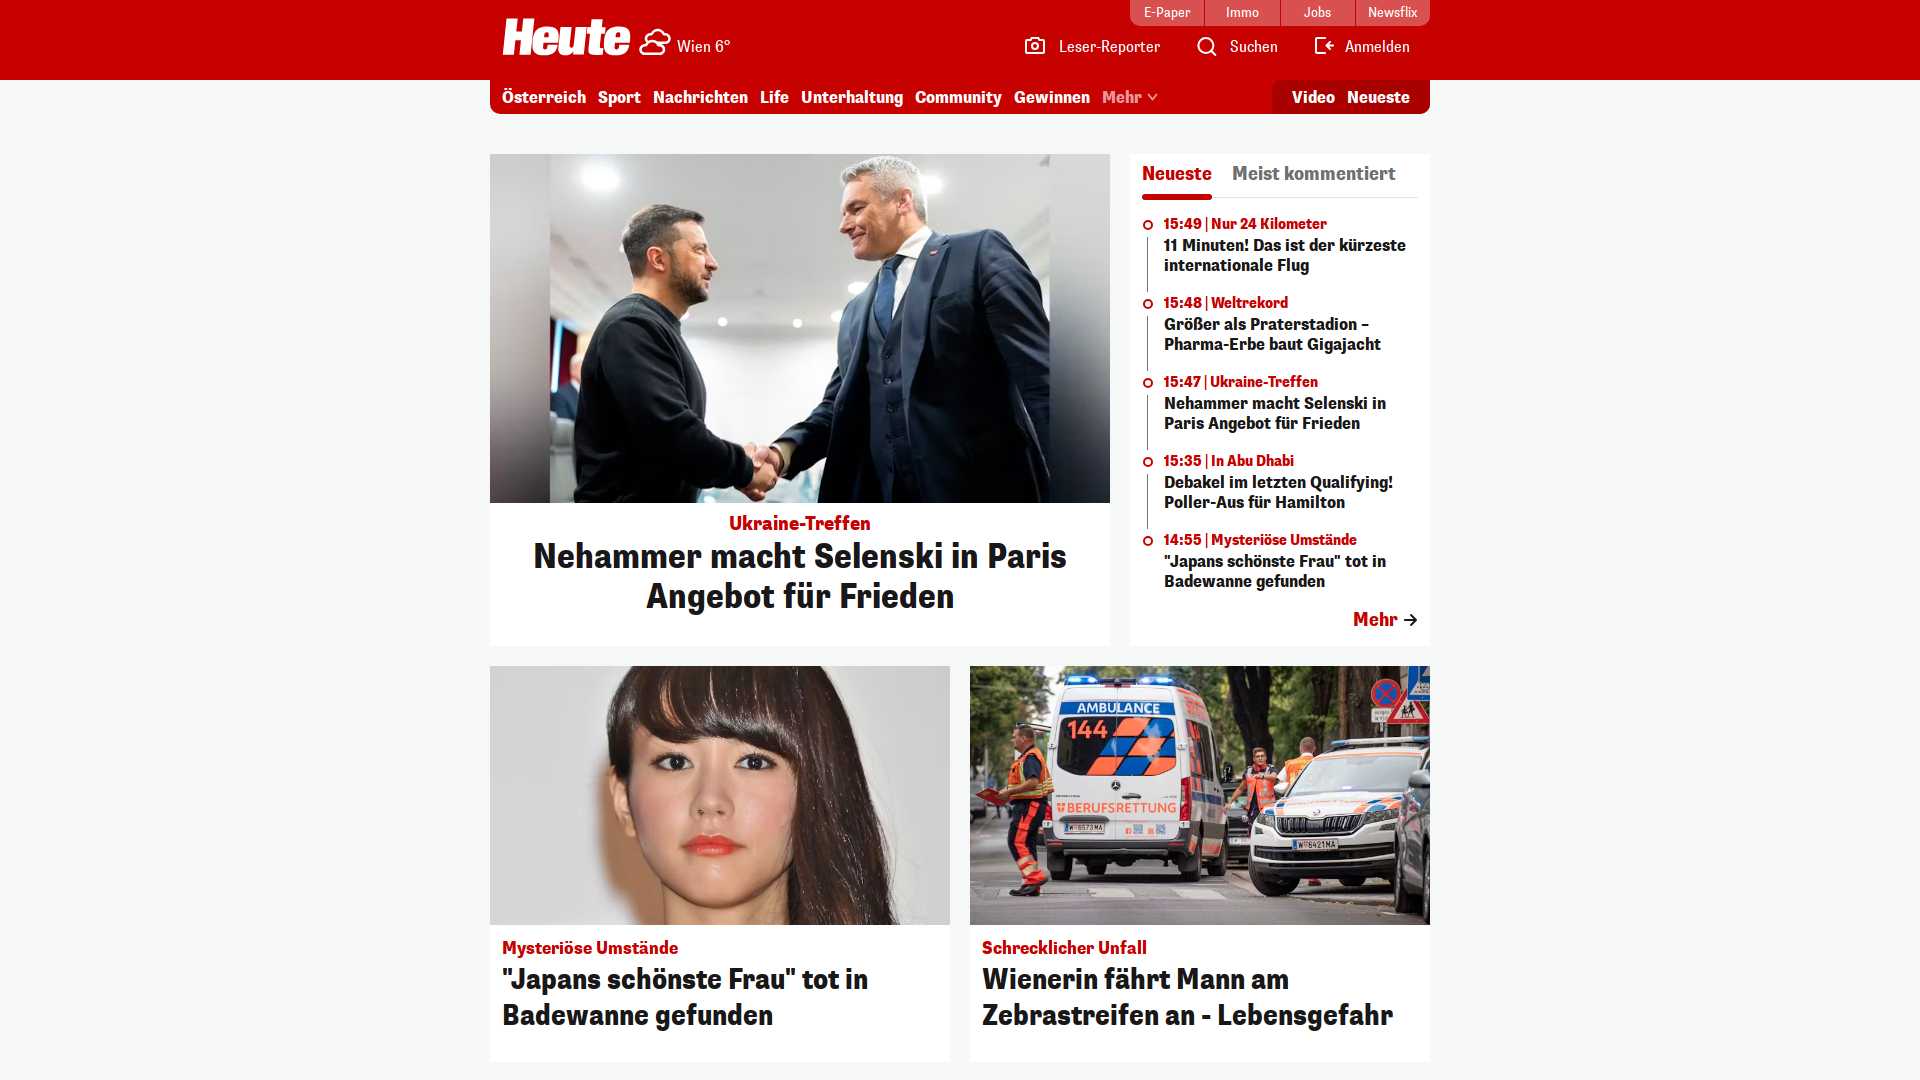 E-Paper
Immo
Jobs
Newsflix
Heute
Wien 6°
Leser-Reporter
Suchen
Anmelden
Österreich
Sport
Nachrichten
Life
Unterhaltung
Community
Gewinnen
Mehr
Video
Neueste
Ukraine-Treffen
Nehammer macht Selenski in Paris
Angebot für Frieden
Neueste
Meist kommentiert
15:49 | Nur 24 Kilometer
11 Minuten! Das ist der kürzeste
internationale Flug
15:48 | Weltrekord
Größer als Praterstadion –
Pharma-Erbe baut Gigajacht
15:47 | Ukraine-Treffen
Nehammer macht Selenski in
Paris Angebot für Frieden
15:35 | In Abu Dhabi
Debakel im letzten Qualifying!
Poller-Aus für Hamilton
14:55 | Mysteriöse Umstände
"Japans schönste Frau" tot in
Badewanne gefunden
Mehr
Mysteriöse Umstände
"Japans schönste Frau" tot in
Badewanne gefunden
AMBULANCE
144
BERUFSRETTUNG
Schrecklicher Unfall
Wienerin fährt Mann am
Zebrastreifen an - Lebensgefahr